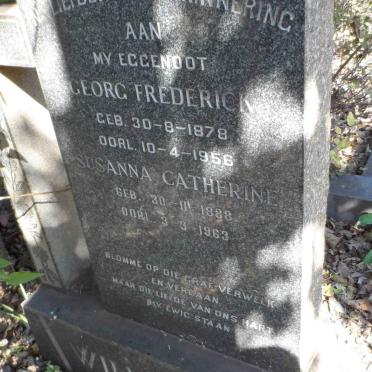 AAN
MY EGGENOOT
GEORG FREDERICK
GEB. 30-8-1878
OORL. 10-4-1956
SUSANNA CATHERINE
GEB. 30-III-1888
OORL 3-3-1963
BLOMME OP DIE GRAF VERWELK
EN VERGAAN
MAAR DIE LIEFDE VAN ONS HART
BLY EWIG STAAN